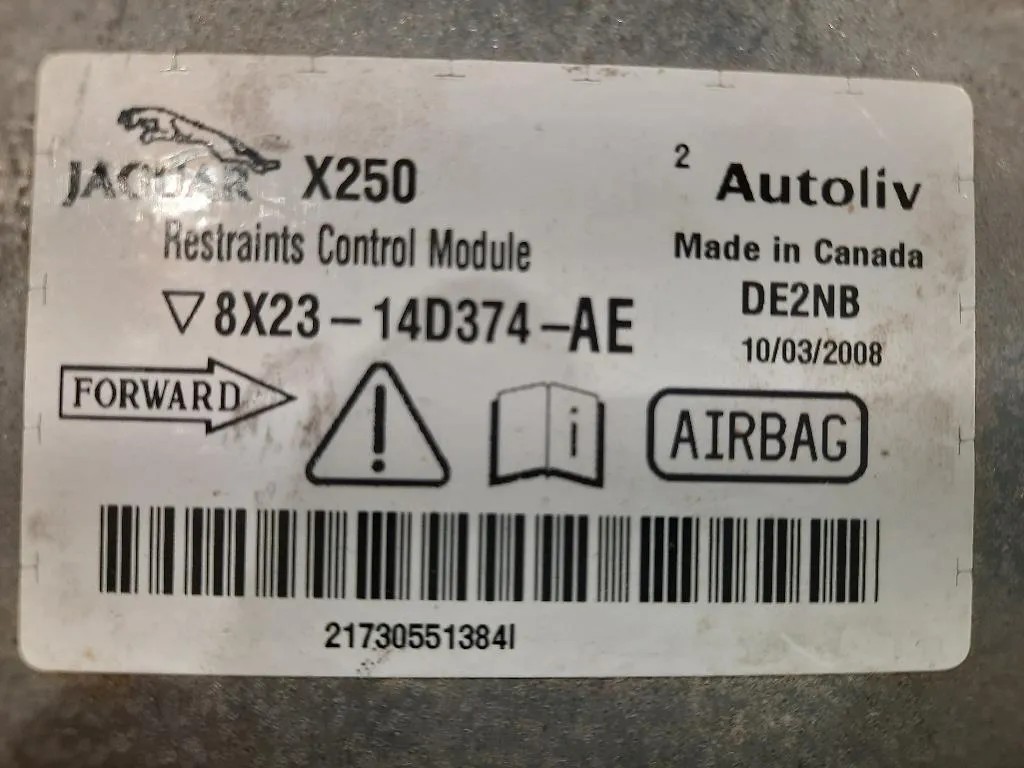 JAGUAR X250
2 Autoliv
Restraints Control Module
Made in Canada
8X23-14D374-AE
DE2NB
10/03/2008
FORWARD
i
AIRBAG
21730551384I